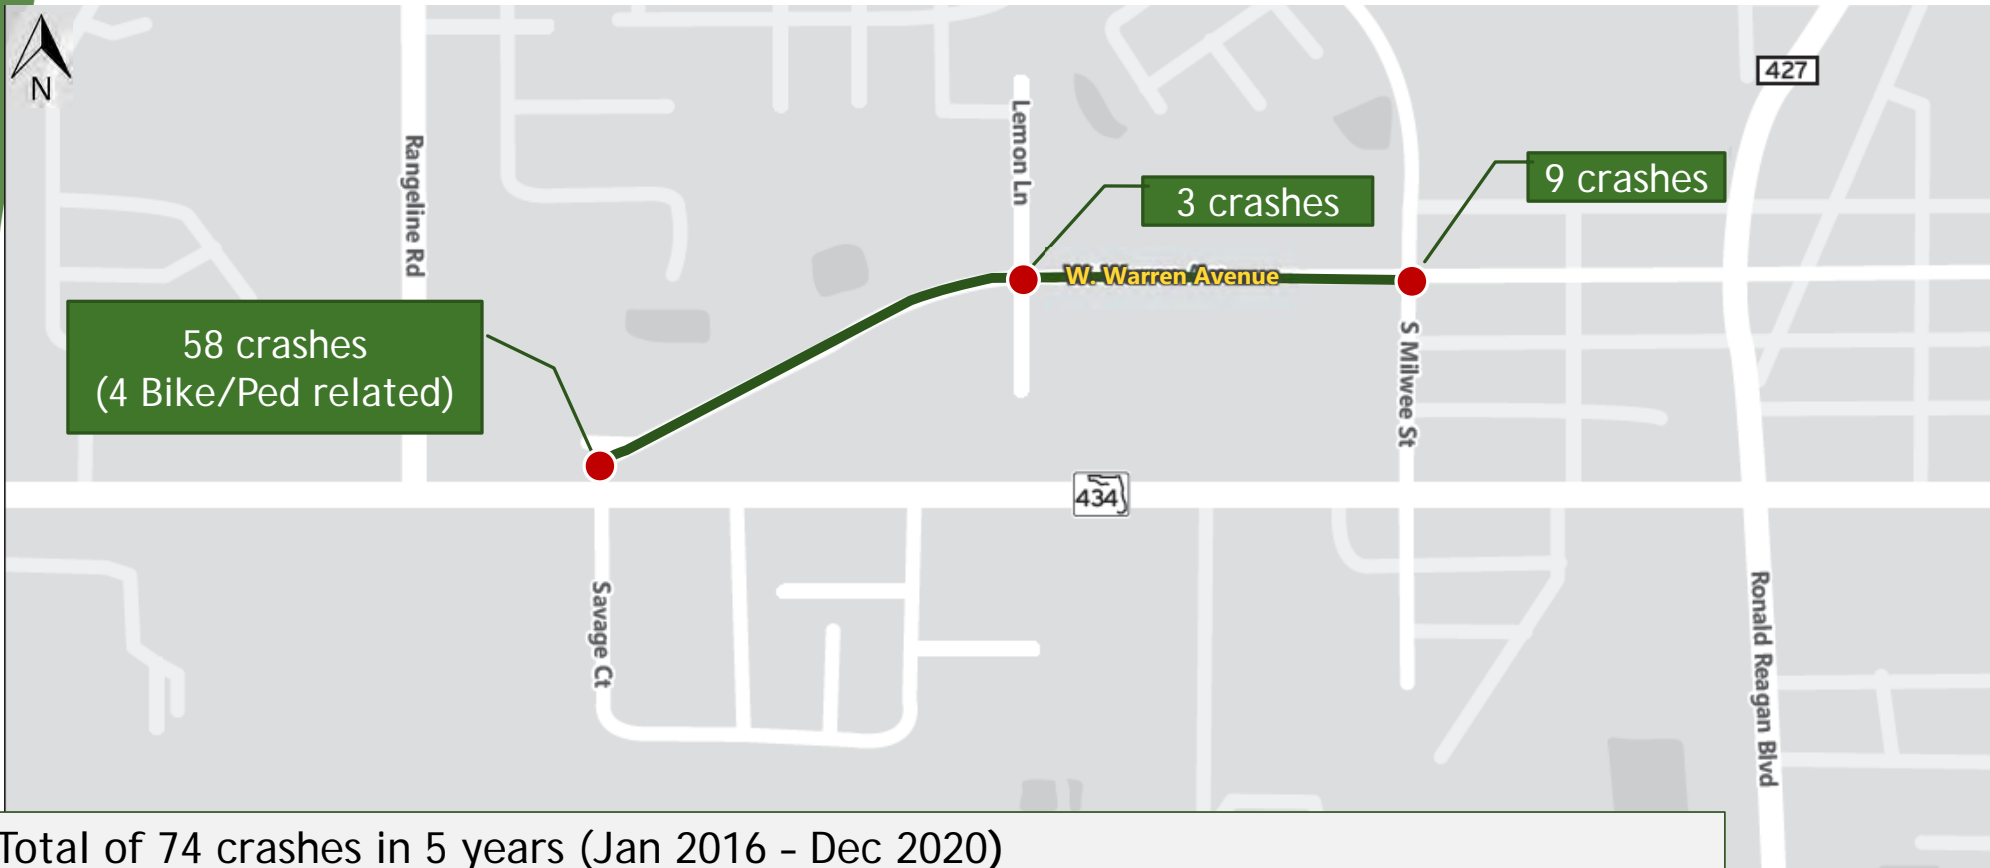 N
427
Rangeline Rd
Lemon Ln
3 crashes
9 crashes
W. Warren Avenue
58 crashes
(4 Bike/Ped related)
S Milwee St
434
Savage Ct
Ronald Reagan Blvd
Total of 74 crashes in 5 years (Jan 2016 – Dec 2020)